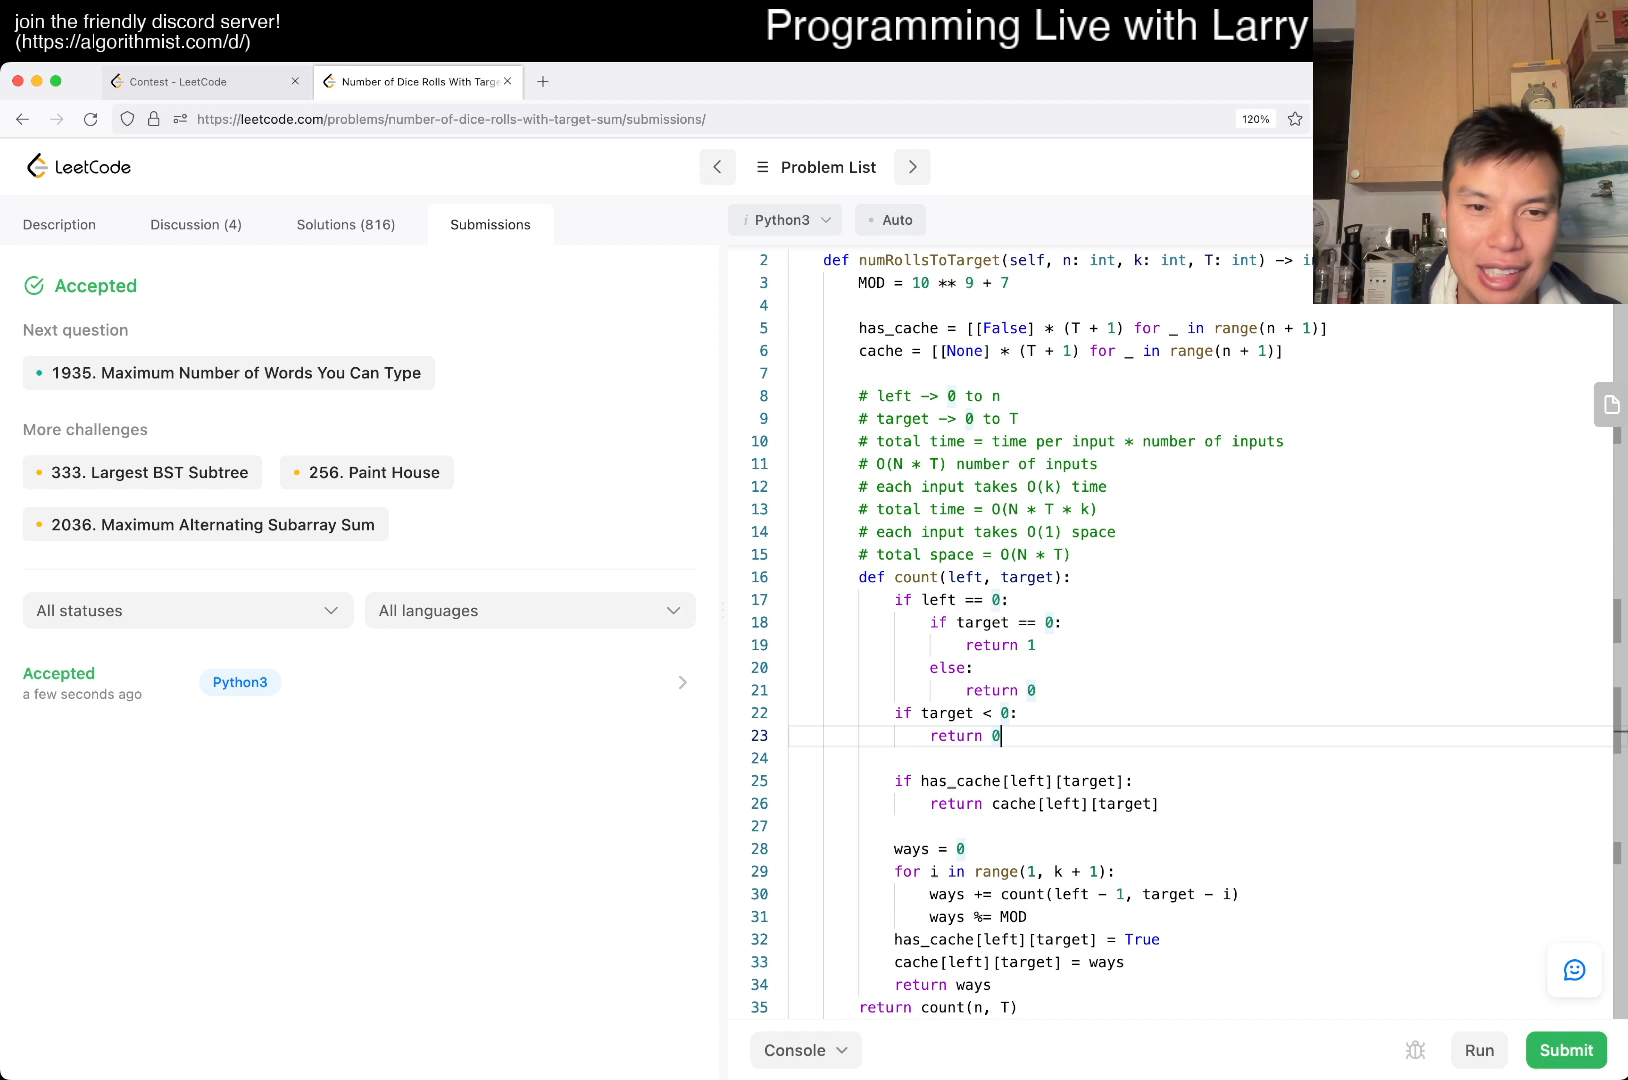 join the friendly discord server!
(https://algorithmist.com/d/)
Programming Live with Larry
Contest - LeetCode
Number of Dice Rolls With Targe
https://leetcode.com/problems/number-of-dice-rolls-with-target-sum/submissions/
120%
LeetCode
Problem List
Description
Discussion (4)
Solutions (816)
Submissions
Accepted
Next question
1935. Maximum Number of Words You Can Type
More challenges
333. Largest BST Subtree
256. Paint House
2036. Maximum Alternating Subarray Sum
All statuses
All languages
Accepted
a few seconds ago
Python3
i Python3
Auto
2 def numRollsToTarget(self, n: int, k: int, T: int) -> i
3 MOD = 10 ** 9 + 7
4
5 has_cache = [[False] * (T + 1) for _ in range(n + 1)]
6 cache = [[None] * (T + 1) for _ in range(n + 1)]
7
8 # left -> 0 to n
9 # target -> 0 to T
10 # total time = time per input * number of inputs
11 # O(N * T) number of inputs
12 # each input takes O(k) time
13 # total time = O(N * T * k)
14 # each input takes O(1) space
15 # total space = O(N * T)
16 def count(left, target):
17 if left == 0:
18 if target == 0:
19 return 1
20 else:
21 return 0
22 if target < 0:
23 return 0
24
25 if has_cache[left][target]:
26 return cache[left][target]
27
28 ways = 0
29 for i in range(1, k + 1):
30 ways += count(left - 1, target - i)
31 ways %= MOD
32 has_cache[left][target] = True
33 cache[left][target] = ways
34 return ways
35 return count(n, T)
Console
Run
Submit